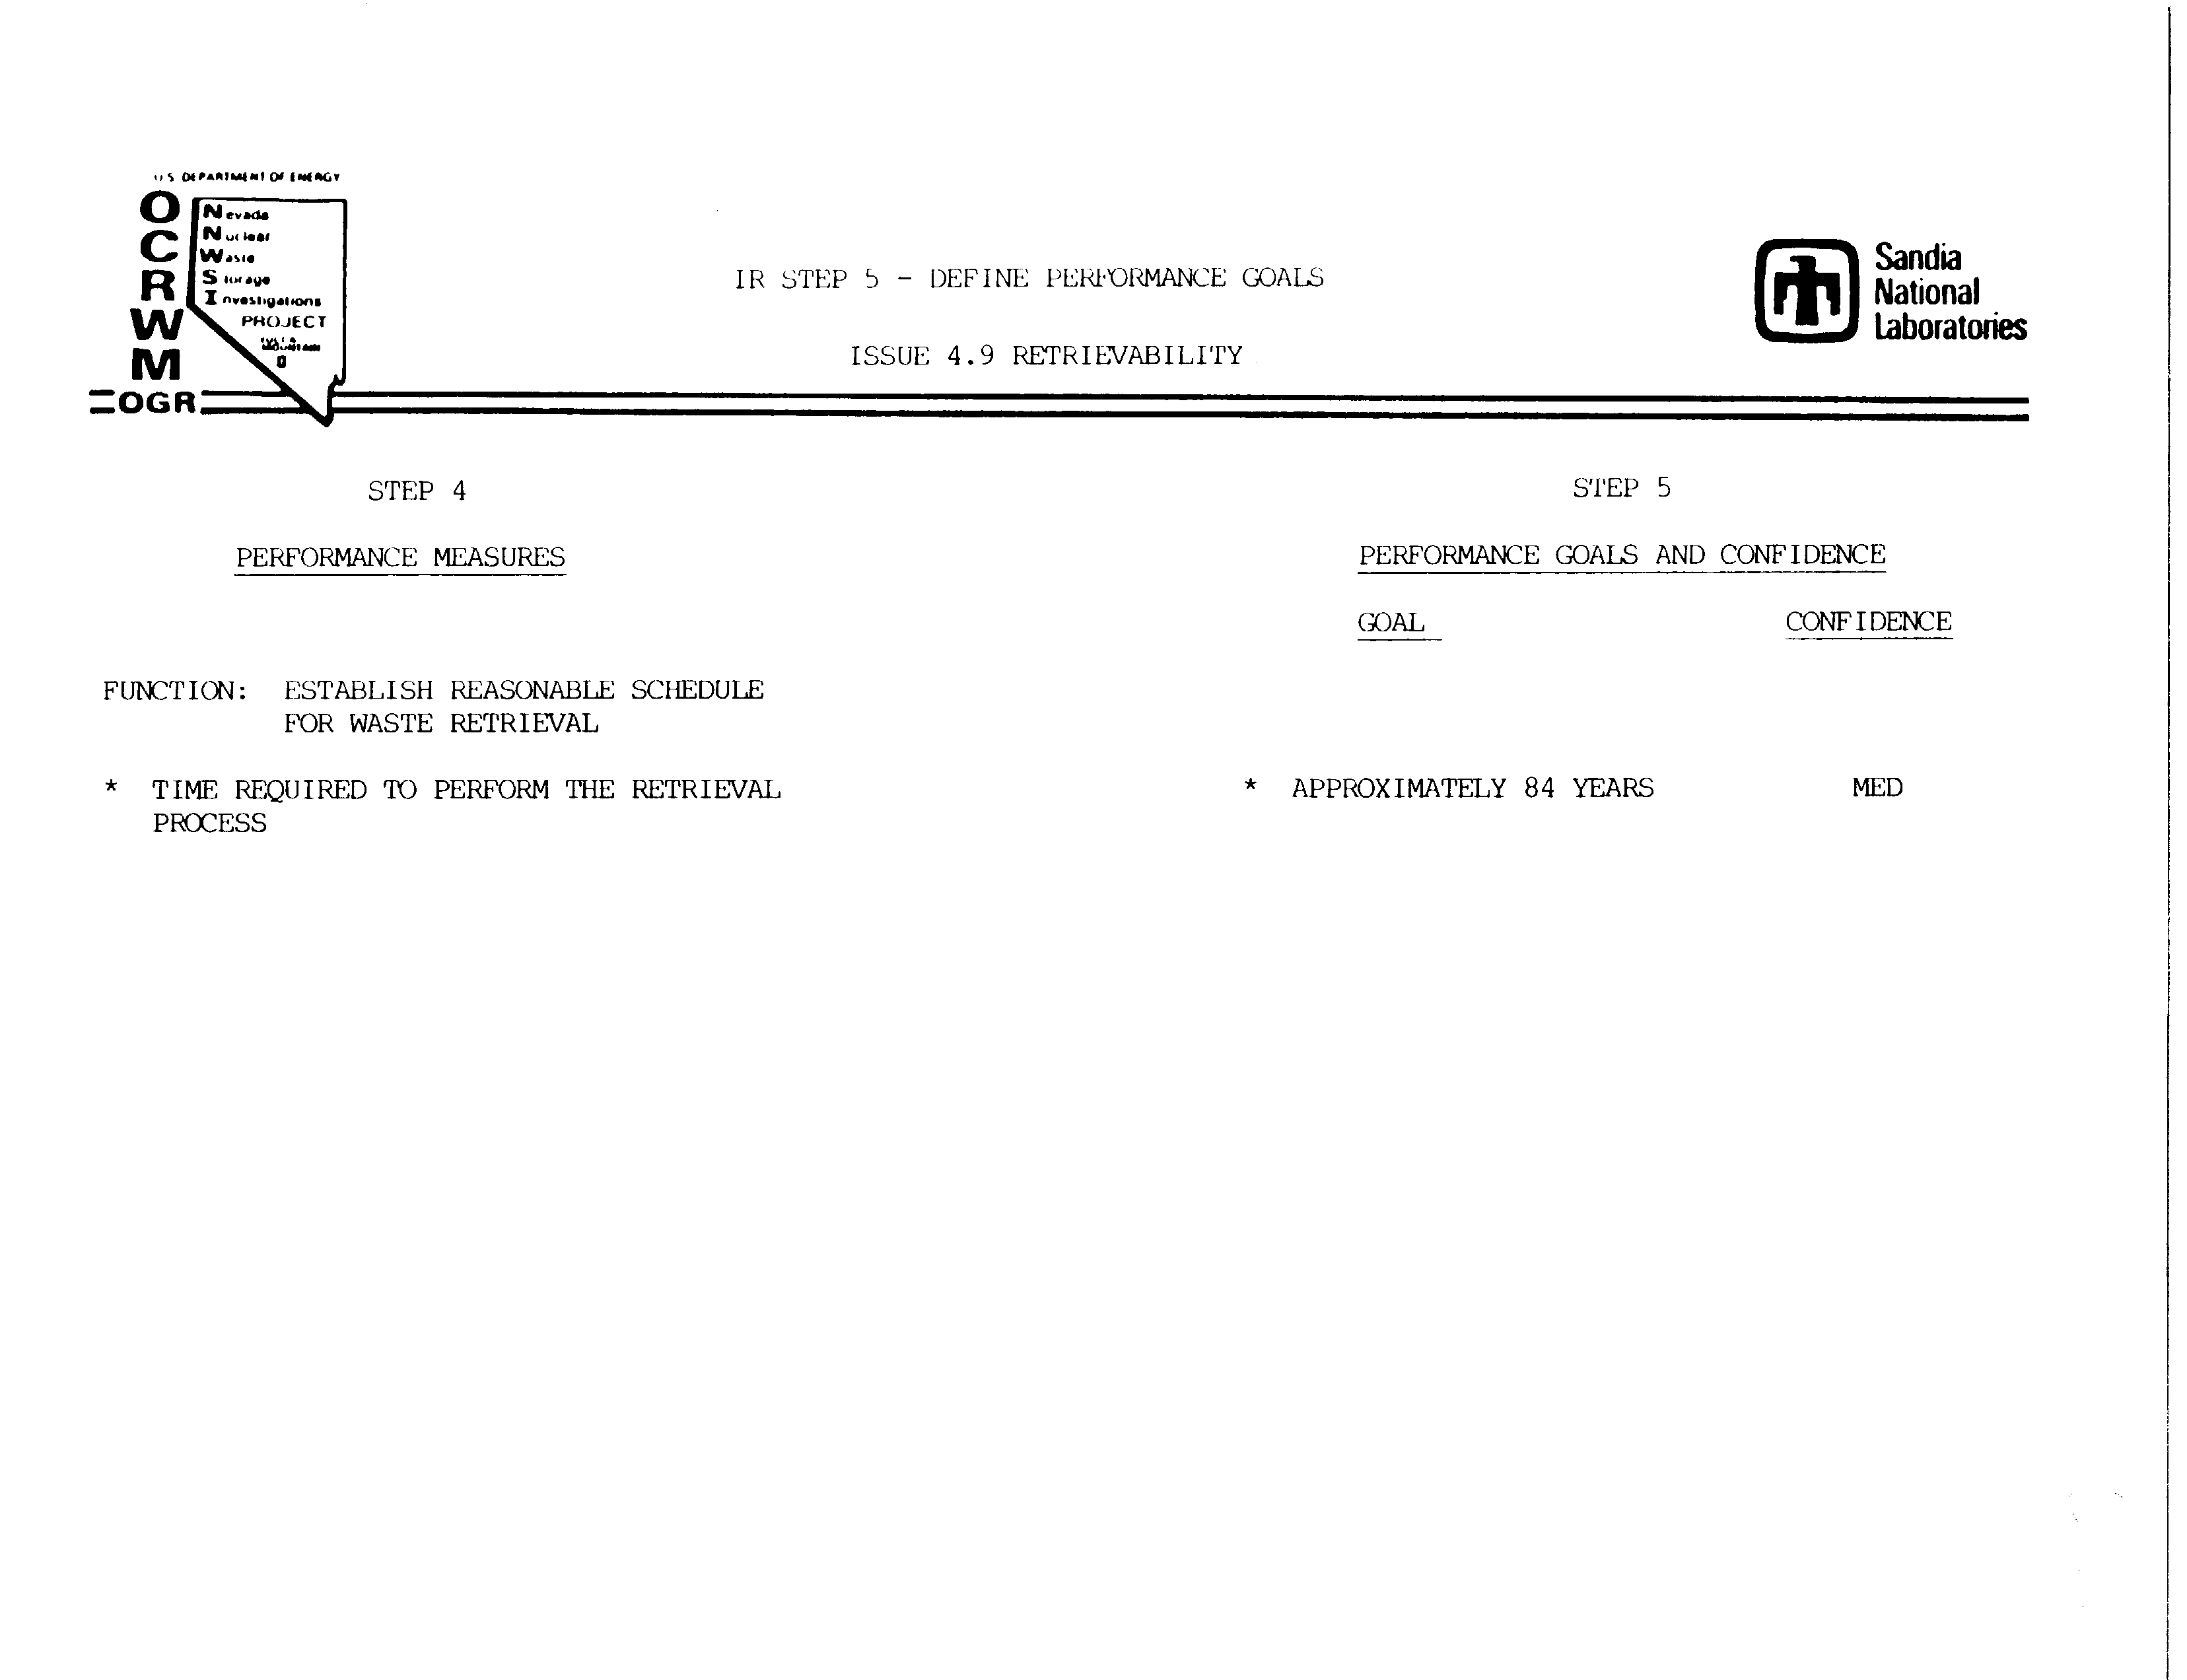 U.S. DEPARTMENT OF ENERGY
OCRWM
Nevada
Nuclear
Waste
Storage
Investigations
PROJECT
MOUNTAIN
OGR
IR STEP 5 - DEFINE PERFORMANCE GOALS
ISSUE 4.9 RETRIEVABILITY
Sandia
National
Laboratories
STEP 4
PERFORMANCE MEASURES
STEP 5
PERFORMANCE GOALS AND CONFIDENCE
GOAL CONFIDENCE
FUNCTION: ESTABLISH REASONABLE SCHEDULE
FOR WASTE RETRIEVAL
* TIME REQUIRED TO PERFORM THE RETRIEVAL
PROCESS
* APPROXIMATELY 84 YEARS MED